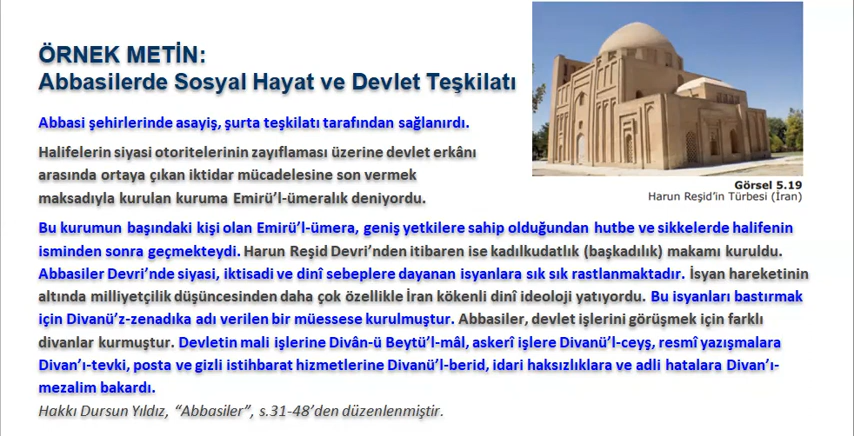 ÖRNEK METİN:
Abbasilerde Sosyal Hayat ve Devlet Teşkilatı
Abbasi şehirlerinde asayiş, şurta teşkilatı tarafından sağlanırdı.
Halifelerin siyasi otoritelerinin zayıflaması üzerine devlet erkânı
arasında ortaya çıkan iktidar mücadelesine son vermek
maksadıyla kurulan kuruma Emirü'l-ümeralık deniyordu.
Görsel 5.19
Harun Reşid'in Türbesi (İran)
Bu kurumun başındaki kişi olan Emirü'l-ümera, geniş yetkilere sahip olduğundan hutbe ve sikkelerde halifenin
isminden sonra geçmekteydi. Harun Reşid Devri'nden itibaren ise kadılkudatlık (başkadılık) makamı kuruldu.
Abbasiler Devri'nde siyasi, iktisadi ve dinî sebeplere dayanan isyanlara sık sık rastlanmaktadır. İsyan hareketinin
altında milliyetçilik düşüncesinden daha çok özellikle İran kökenli dinî ideoloji yatıyordu. Bu isyanları bastırmak
için Divanü'z-zenadıka adı verilen bir müessese kurulmuştur. Abbasiler, devlet işlerini görüşmek için farklı
divanlar kurmuştur. Devletin mali işlerine Divân-ü Beytü'l-mâl, askerî işlere Divanü'l-ceyş, resmî yazışmalara
Divan'ı-tevki, posta ve gizli istihbarat hizmetlerine Divanü'l-berid, idari haksızlıklara ve adli hatalara Divan'ı-
mezalim bakardı.
Hakkı Dursun Yıldız, "Abbasiler", s.31-48'den düzenlenmiştir.